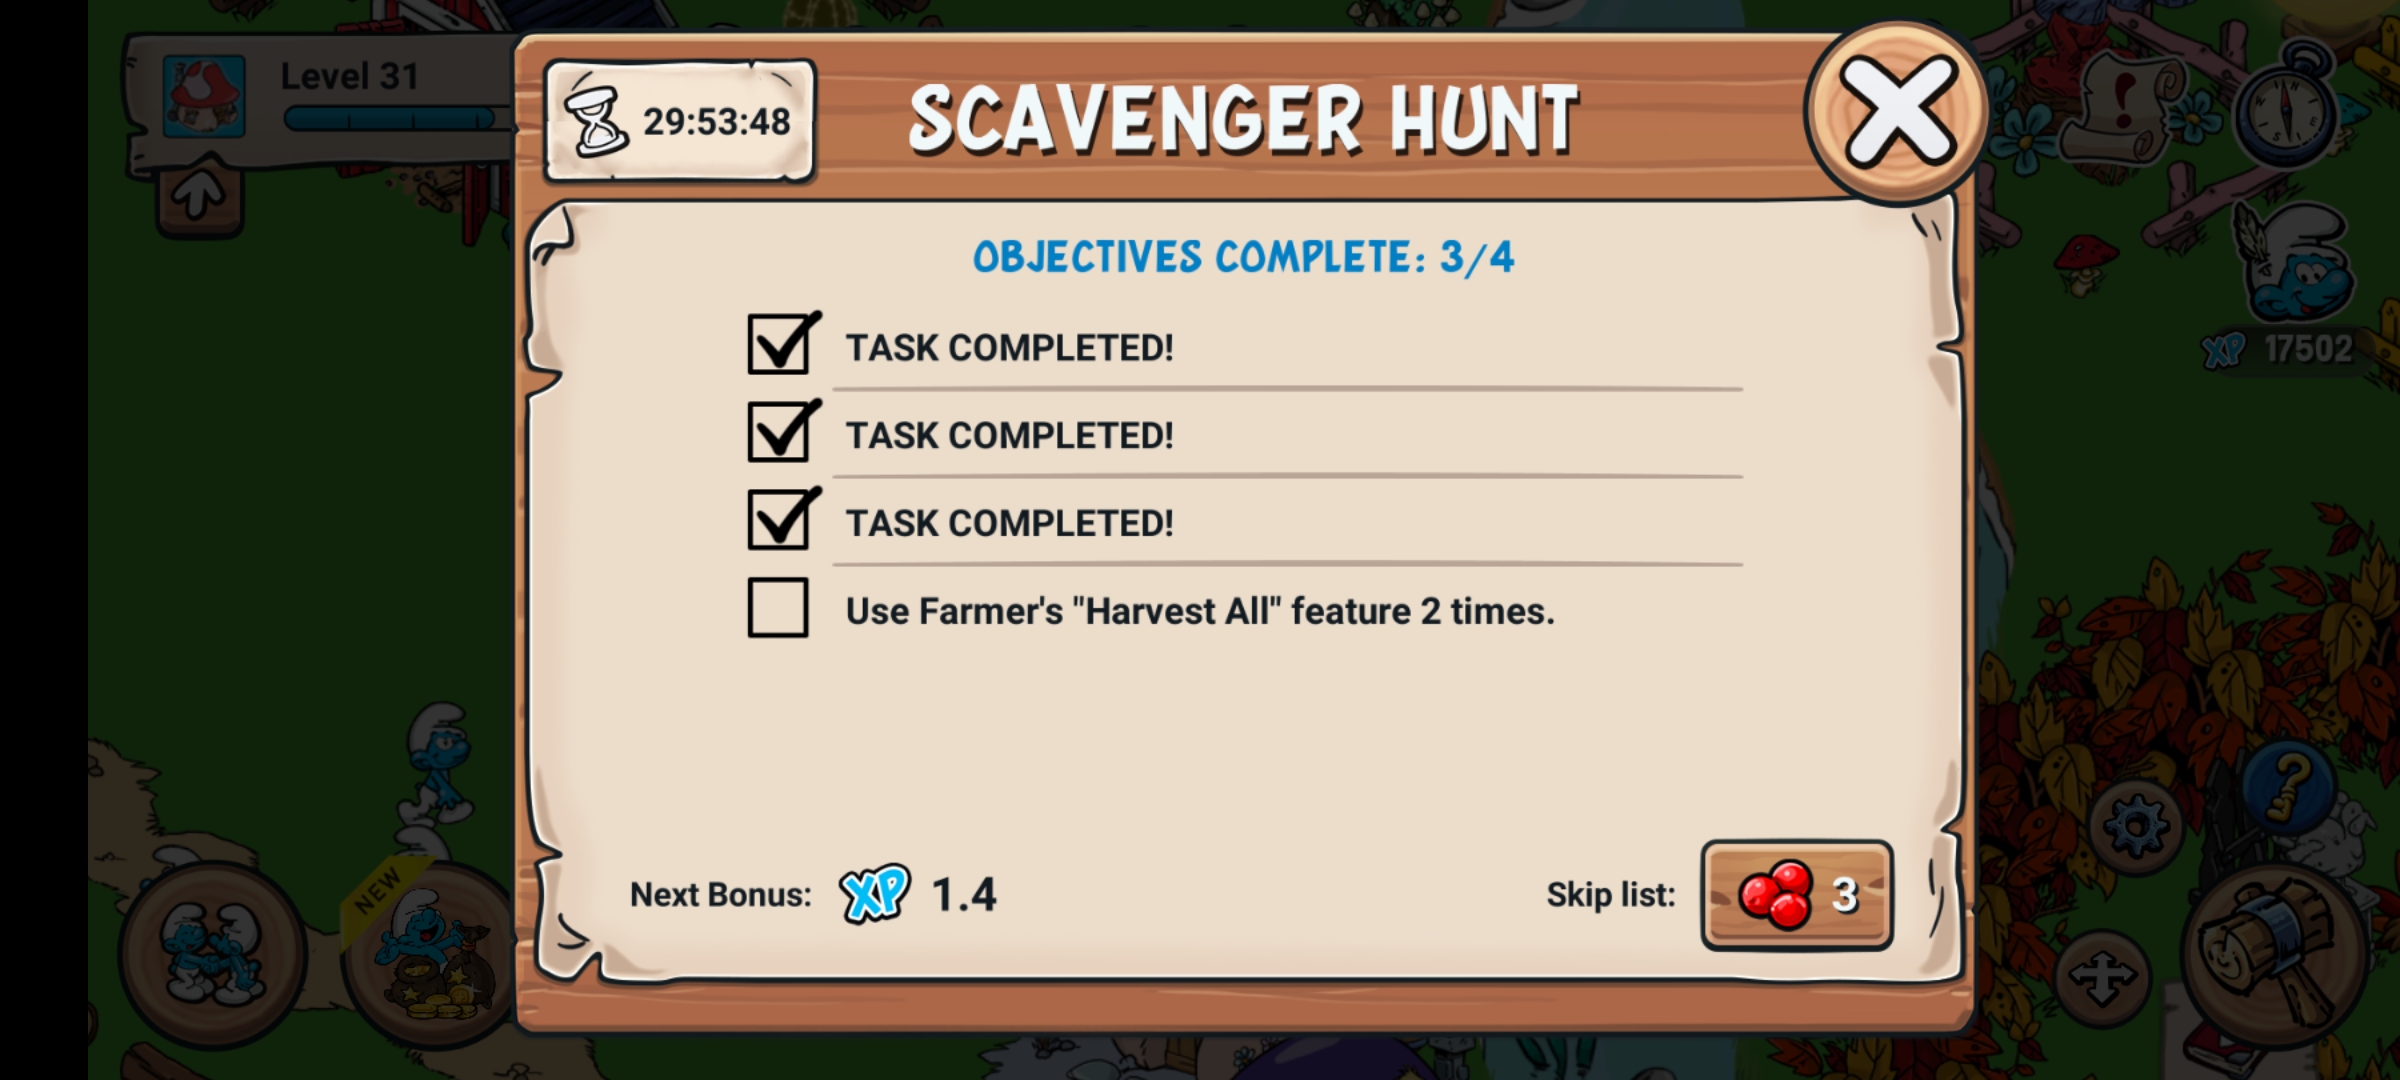 Level 31
29:53:48
SCAVENGER HUNT
OBJECTIVES COMPLETE: 3/4
TASK COMPLETED!
TASK COMPLETED!
TASK COMPLETED!
Use Farmer's "Harvest All" feature 2 times.
XP 17502
NEW
Next Bonus: XP 1.4
Skip list: 3